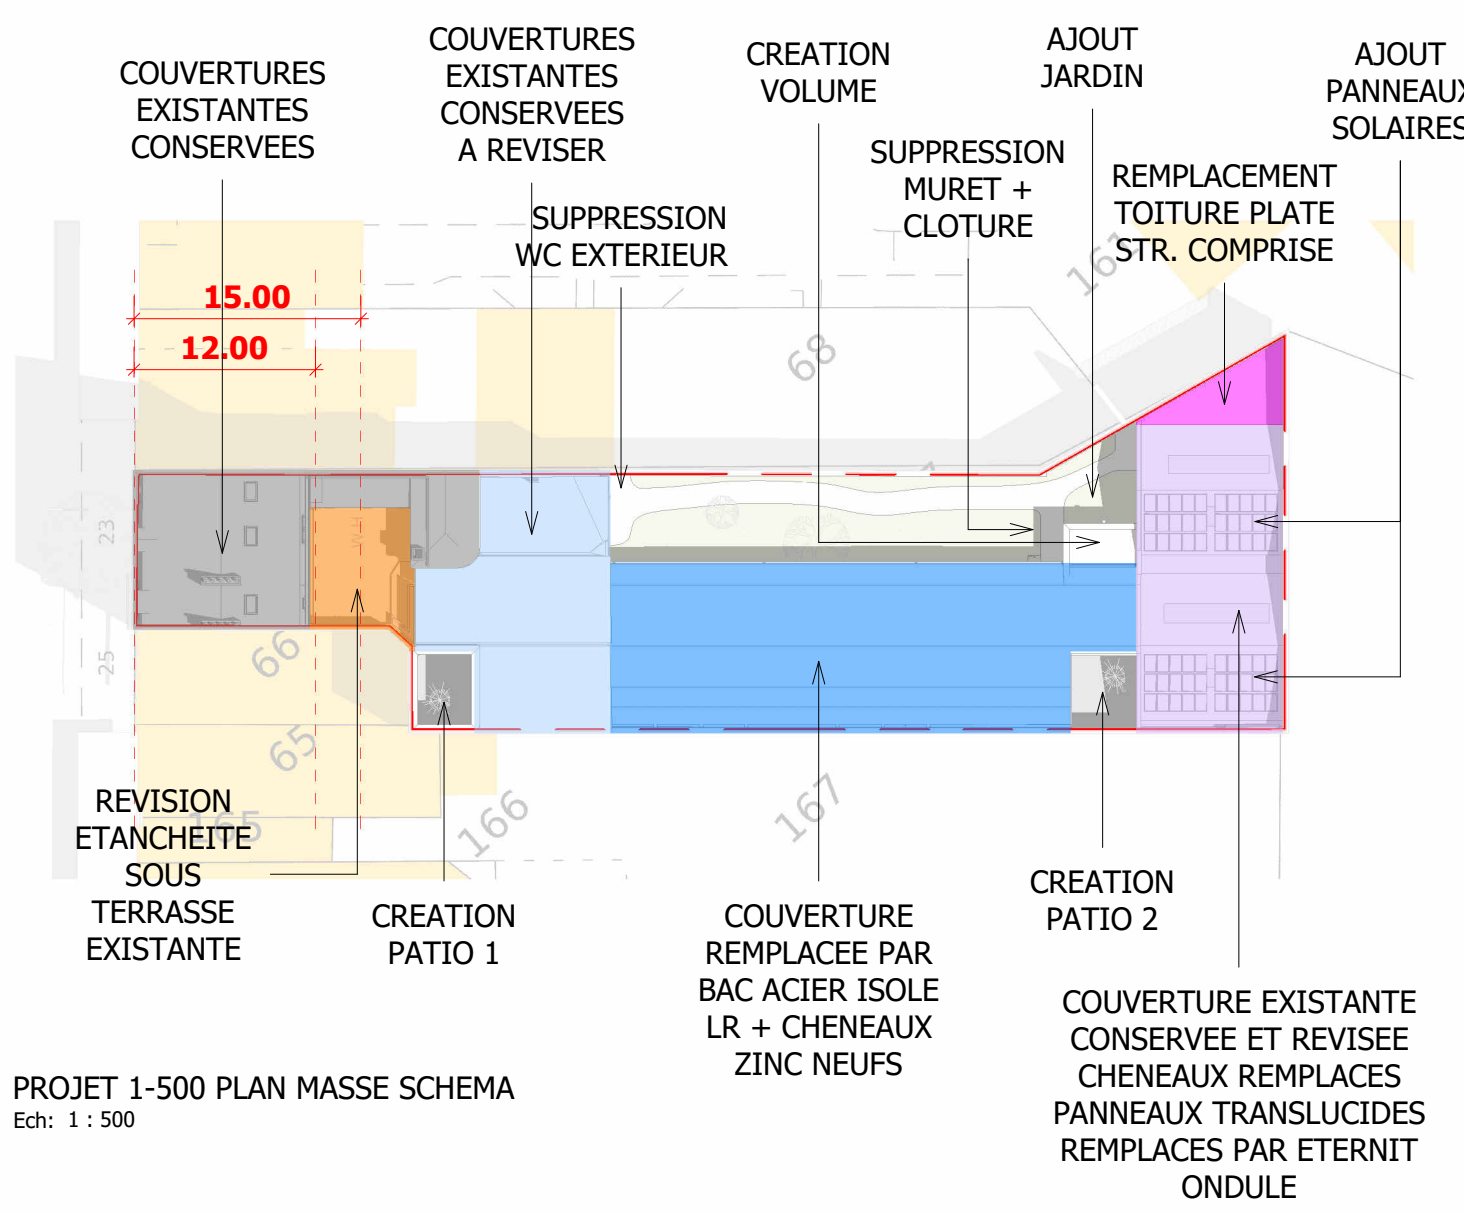 COUVERTURES
EXISTANTES
CONSERVEES
COUVERTURES
EXISTANTES
CONSERVEES
A REVISER
CREATION
VOLUME
AJOUT
JARDIN
AJOUT
PANNEAUX
SOLAIRES
SUPPRESSION
WC EXTERIEUR
SUPPRESSION
MURET +
CLOTURE
REMPLACEMENT
TOITURE PLATE
STR. COMPRISE
15.00
12.00
161
68
23
25
66
65
165
166
167
REVISION
ETANCHEITE
SOUS
TERRASSE
EXISTANTE
CREATION
PATIO 1
COUVERTURE
REMPLACEE PAR
BAC ACIER ISOLE
LR + CHENEAUX
ZINC NEUFS
CREATION
PATIO 2
COUVERTURE EXISTANTE
CONSERVEE ET REVISEE
CHENEAUX REMPLACES
PANNEAUX TRANSLUCIDES
REMPLACES PAR ETERNIT
ONDULE
PROJET 1-500 PLAN MASSE SCHEMA
Ech: 1 : 500